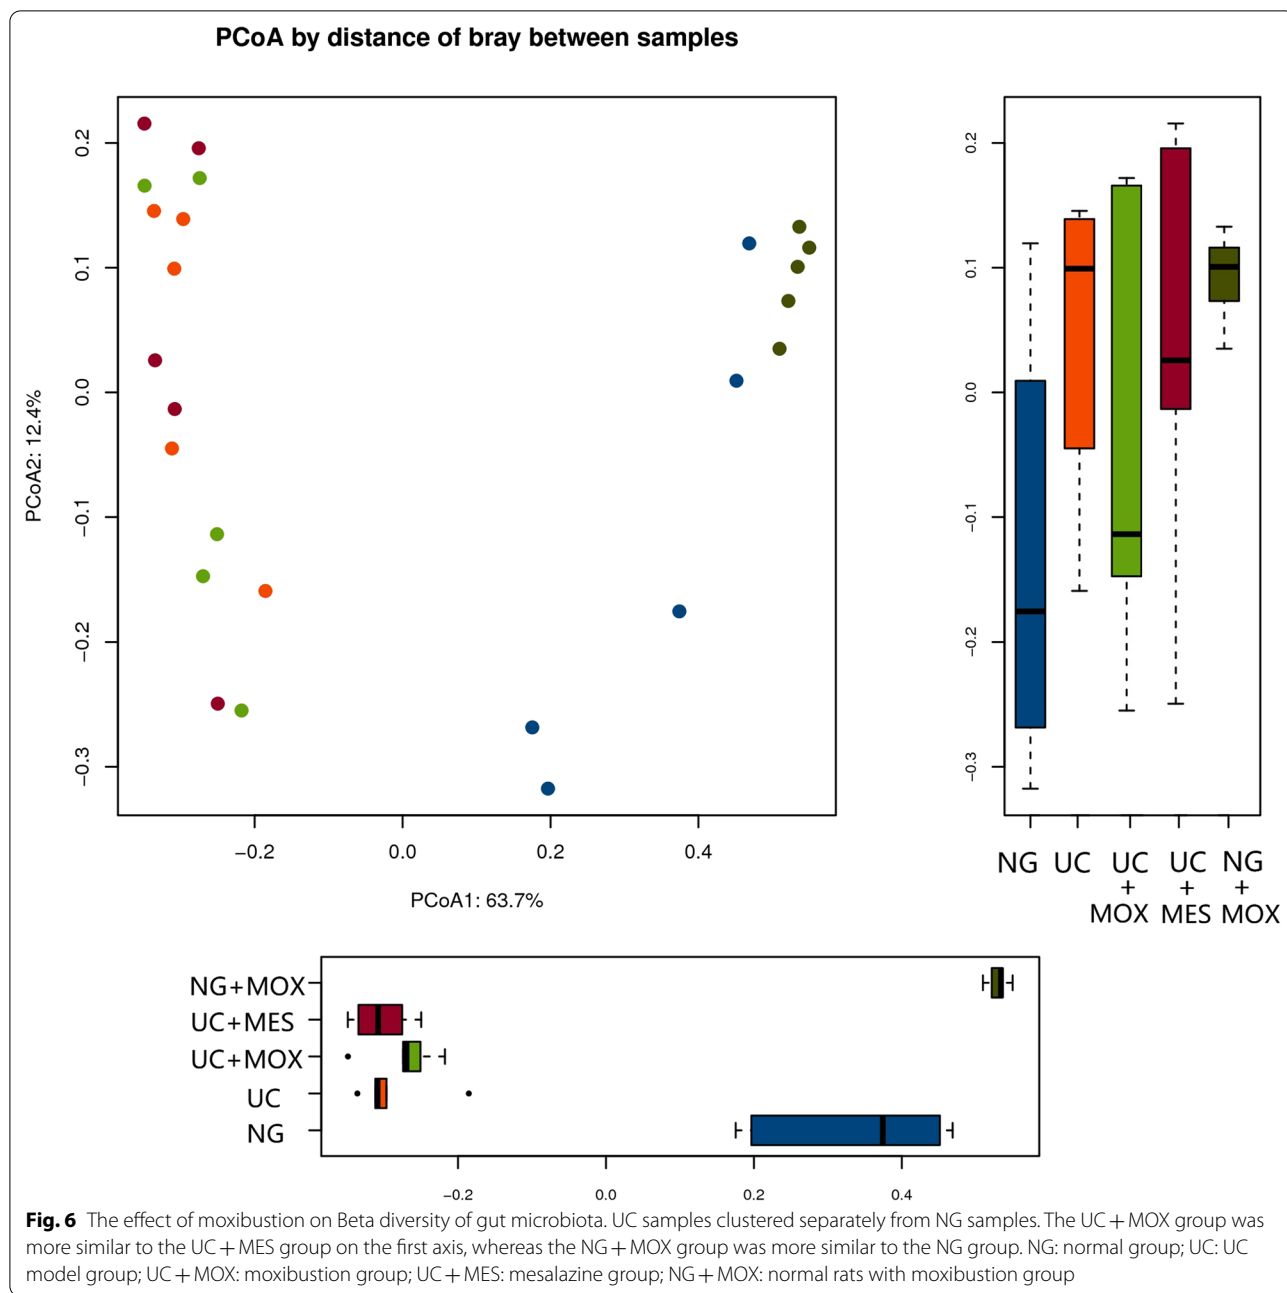 PCoA by distance of bray between samples
0.2
0.1
0.0
−0.1
−0.2
−0.3
PCoA2: 12.4%
−0.2 0.0 0.2 0.4
PCoA1: 63.7%
0.2
0.1
0.0
−0.1
−0.2
−0.3
NG UC UC + MOX UC + MES NG + MOX
NG+MOX
UC+MES
UC+MOX
UC
NG
−0.2 0.0 0.2 0.4
Fig. 6 The effect of moxibustion on Beta diversity of gut microbiota. UC samples clustered separately from NG samples. The UC + MOX group was
more similar to the UC + MES group on the first axis, whereas the NG + MOX group was more similar to the NG group. NG: normal group; UC: UC
model group; UC + MOX: moxibustion group; UC + MES: mesalazine group; NG + MOX: normal rats with moxibustion group